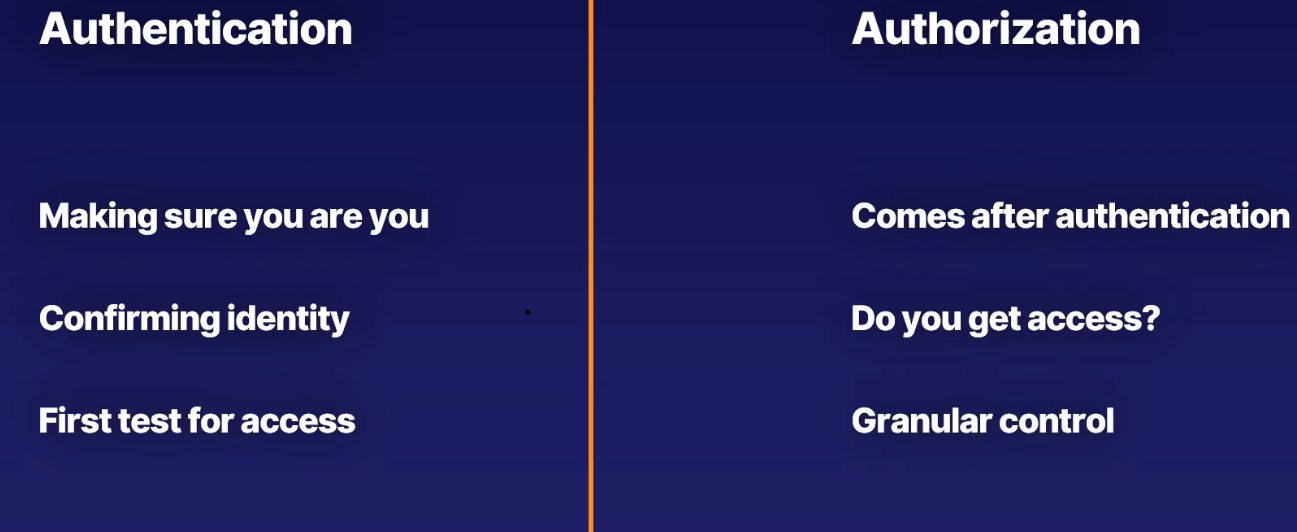 Authentication
Making sure you are you
Confirming identity
First test for access
Authorization
Comes after authentication
Do you get access?
Granular control